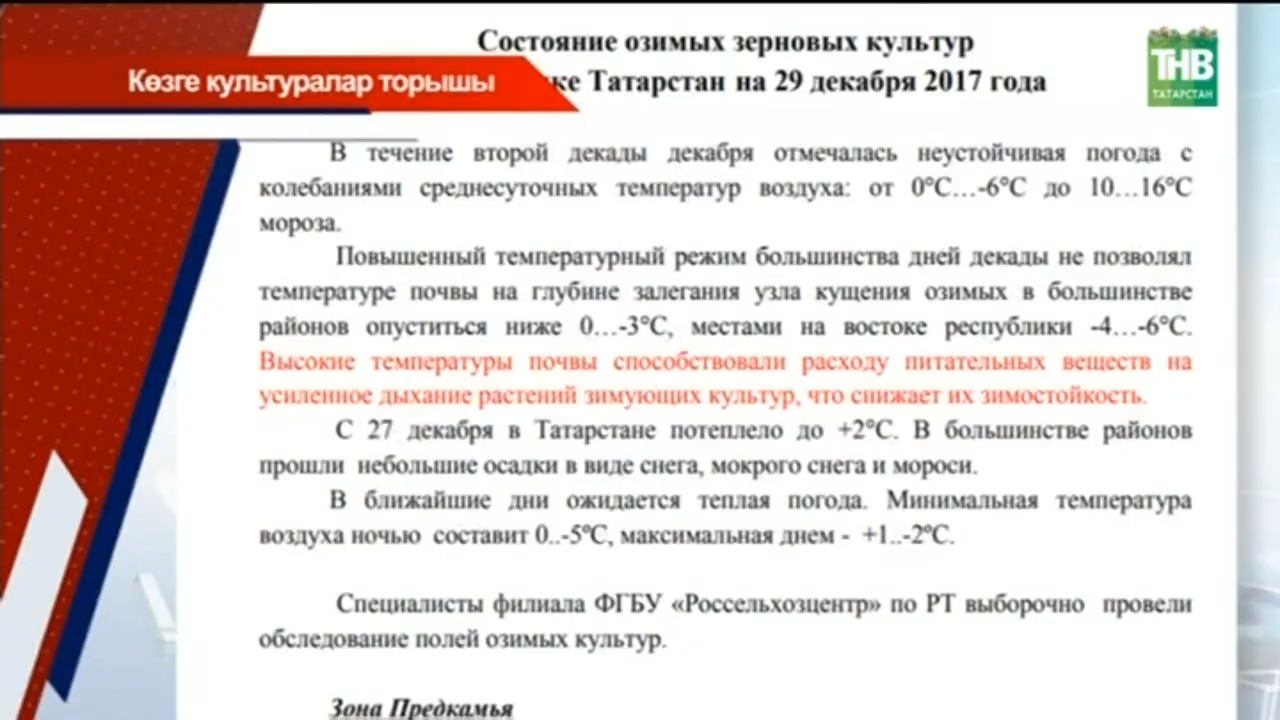 Состояние озимых зерновых культур
Көзге культуралар торышы
ке Татарстан на 29 декабря 2017 года
ТНВ
ТАТАРСТАН
В течение второй декады декабря отмечалась неустойчивая погода с
колебаниями среднесуточных температур воздуха: от 0°С…-6°С до 10…16°С
мороза.
Повышенный температурный режим большинства дней декады не позволял
температуре почвы на глубине залегания узла кущения озимых в большинстве
районов опуститься ниже 0…-3°С, местами на востоке республики -4…-6°С.
Высокие температуры почвы способствовали расходу питательных веществ на
усиленное дыхание растений зимующих культур, что снижает их зимостойкость.
С 27 декабря в Татарстане потеплело до +2°С. В большинстве районов
прошли небольшие осадки в виде снега, мокрого снега и мороси.
В ближайшие дни ожидается теплая погода. Минимальная температура
воздуха ночью составит 0..-5°С, максимальная днем - +1..-2°С.
Специалисты филиала ФГБУ «Россельхозцентр» по РТ выборочно провели
обследование полей озимых культур.
Зона Предкамья